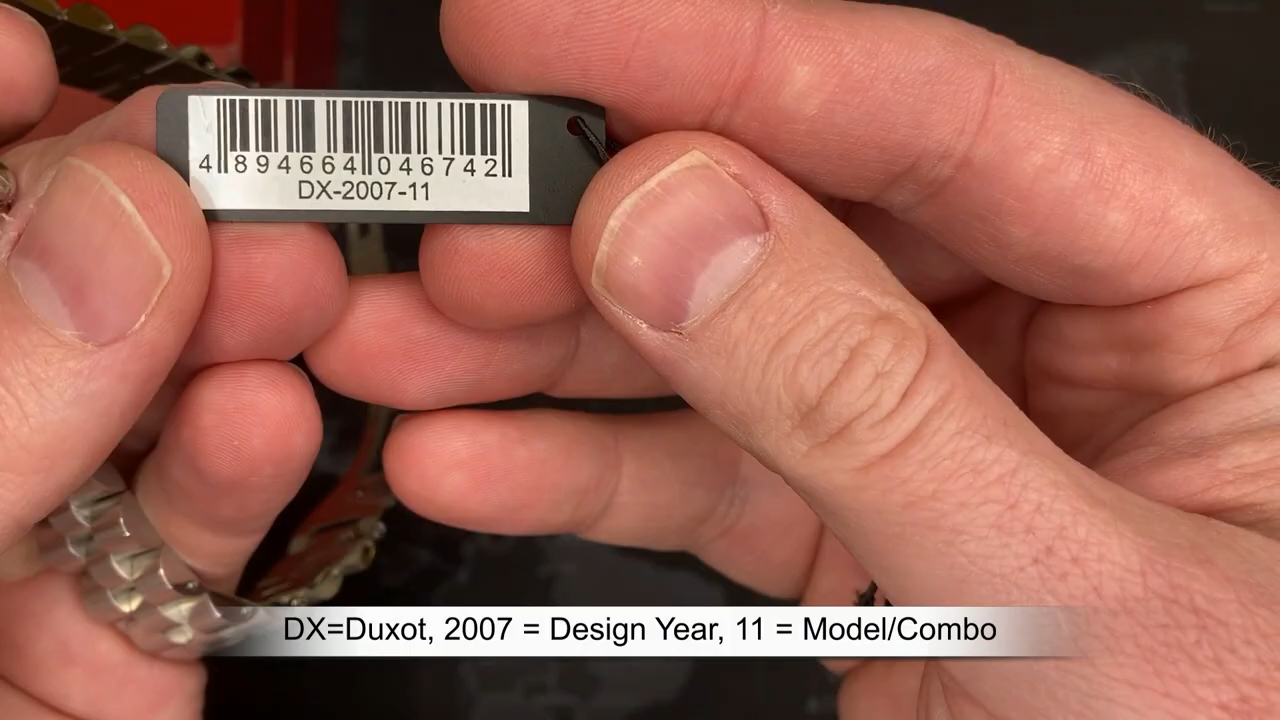 4 894664 046742
DX-2007-11
DX=Duxot, 2007 = Design Year, 11 = Model/Combo